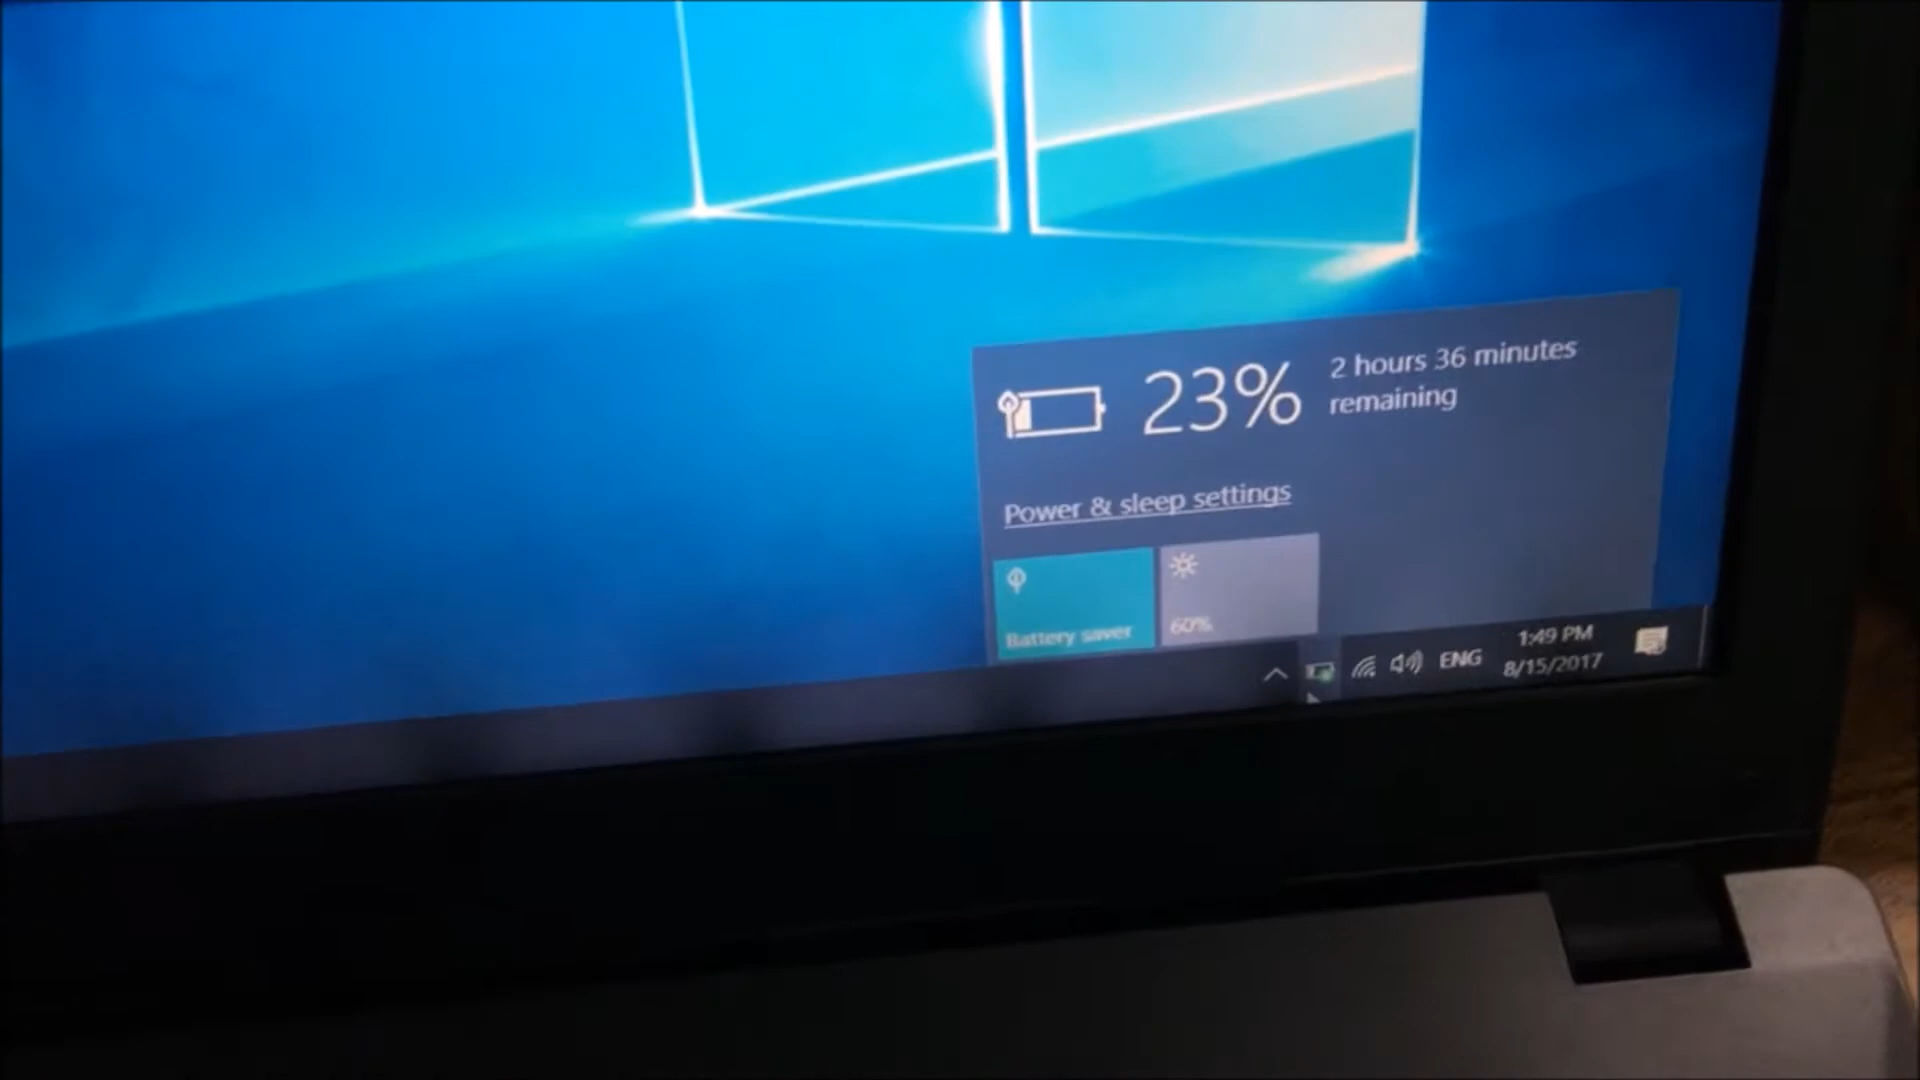 23%
2 hours 36 minutes
remaining
Power & sleep settings
Battery saver
60%
ENG
1:49 PM
8/15/2017